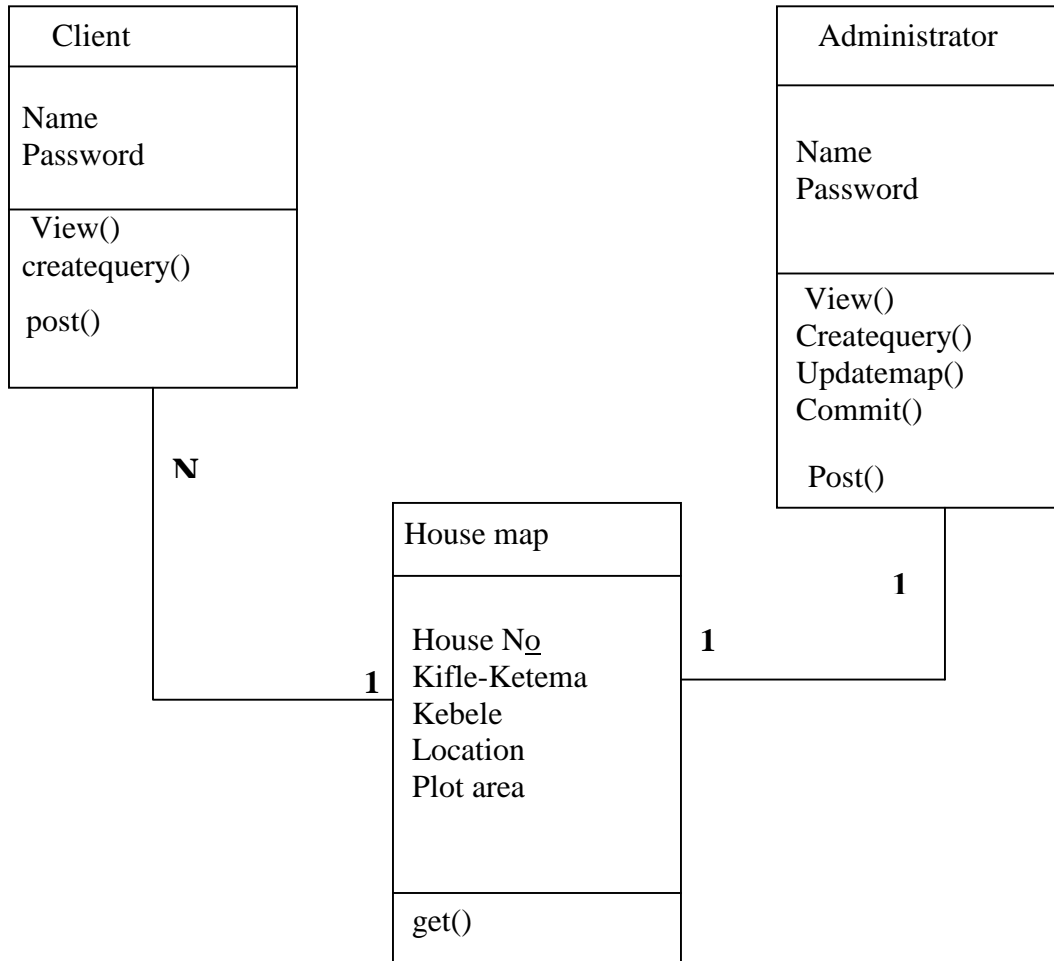 Client
Name
Password
View()
createquery()
post()
N
1
Administrator
Name
Password
View()
Createquery()
Updatemap()
Commit()
Post()
1
1
House map
House No
Kifle-Ketema
Kebele
Location
Plot area
get()